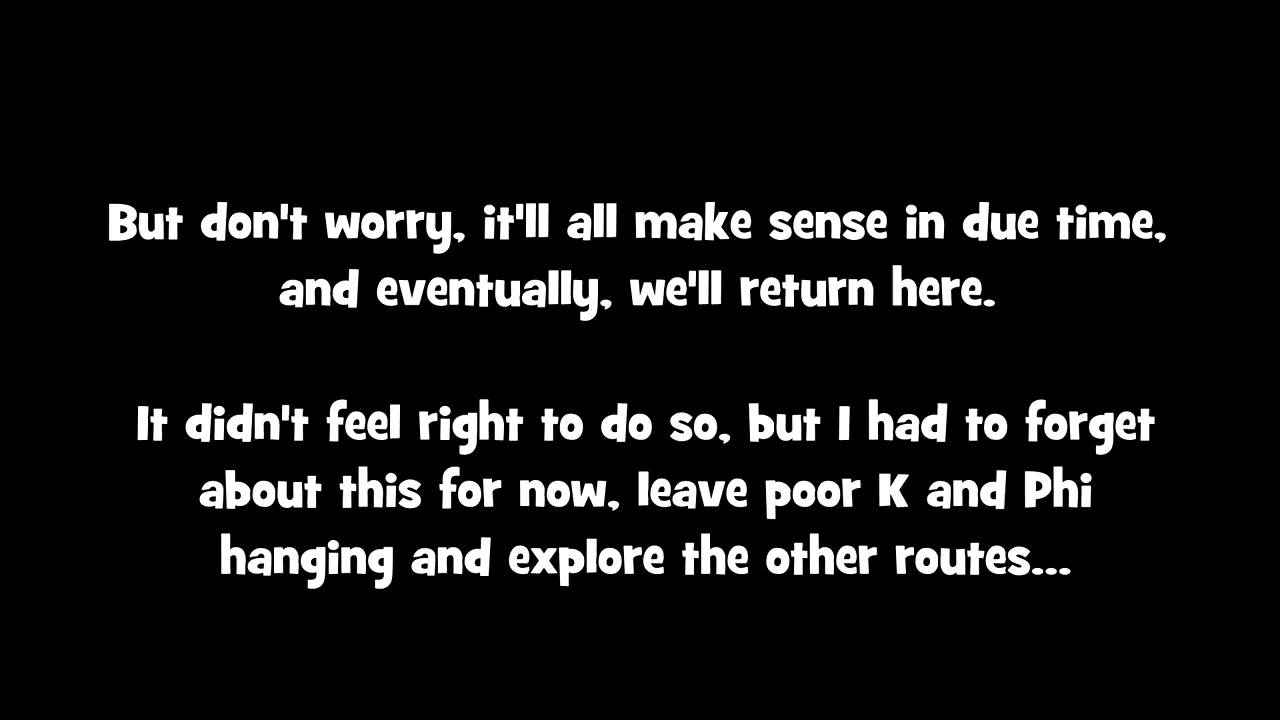 But don't worry, it'll all make sense in due time,
and eventually, we'll return here.
It didn't feel right to do so, but I had to forget
about this for now, leave poor K and Phi
hanging and explore the other routes...